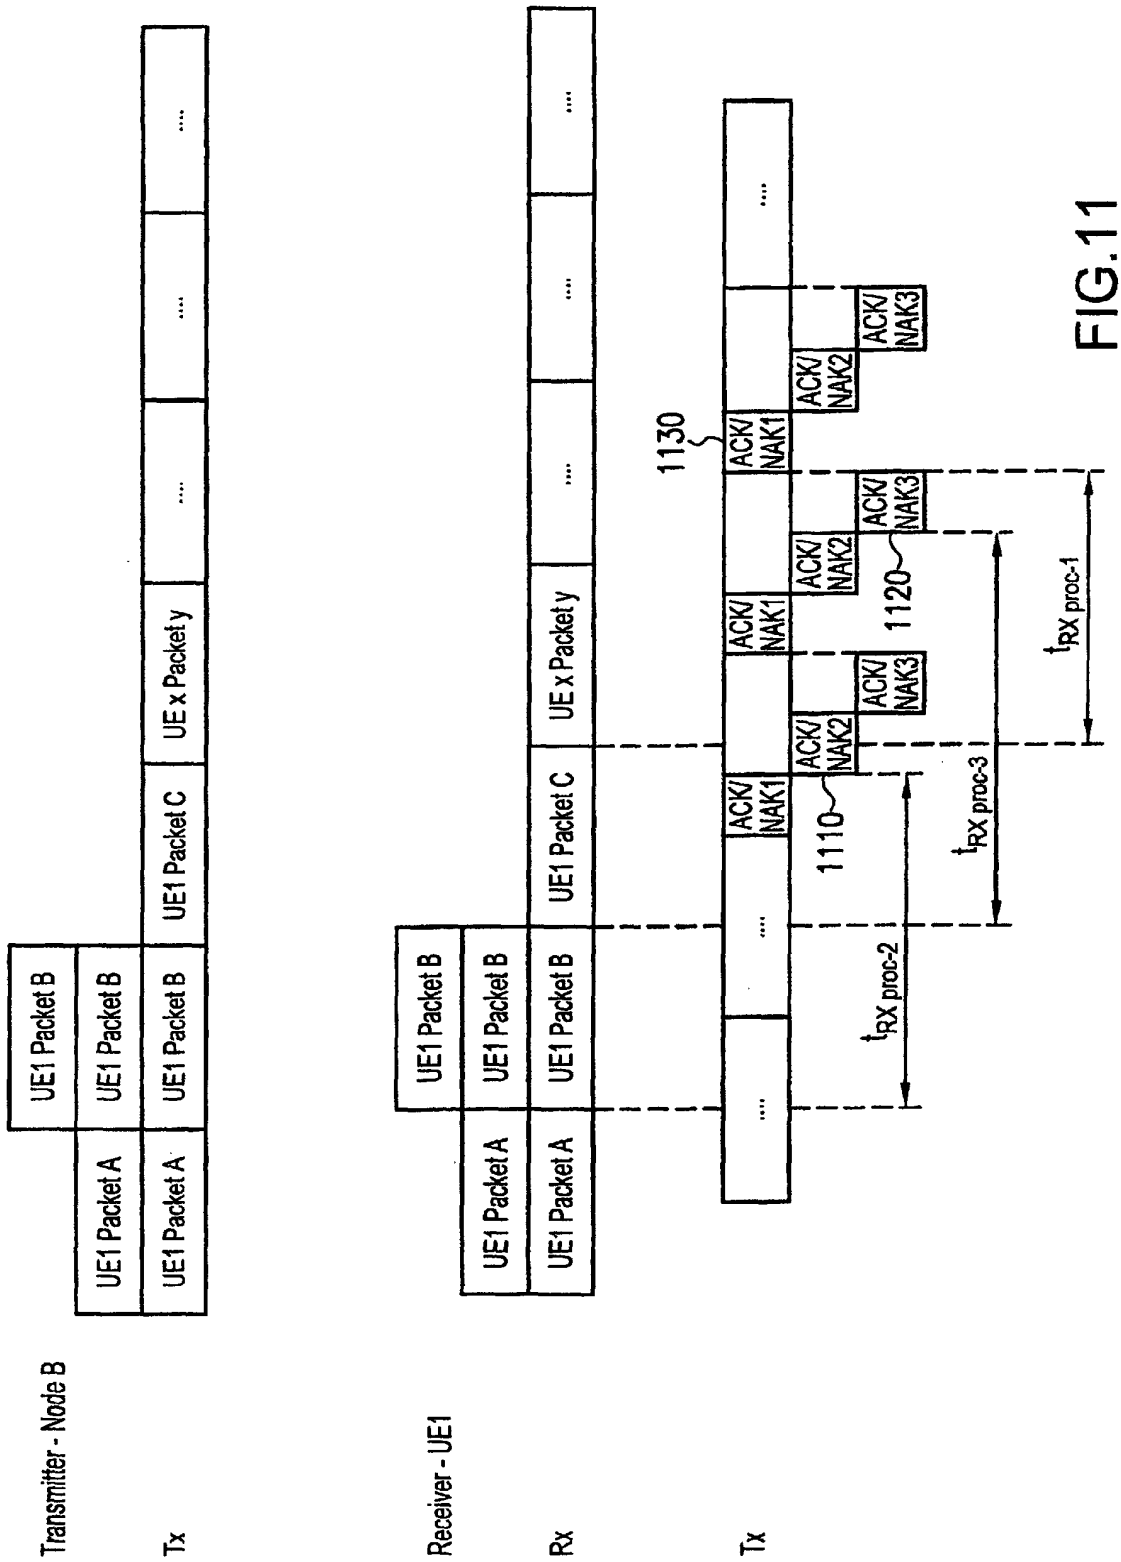 Transmitter - Node B
UE1 Packet B
UE1 Packet A
UE1 Packet B
Tx
UE1 Packet A
UE1 Packet B
UE1 Packet C
UE x Packet y
....
....
....
Receiver - UE1
UE1 Packet B
UE1 Packet A
UE1 Packet B
Rx
UE1 Packet A
UE1 Packet B
UE1 Packet C
UE x Packet y
....
....
....
1130
Tx
....
....
ACK/
NAK1
ACK/
NAK1
ACK/
NAK1
....
1110
ACK/
NAK2
ACK/
NAK2
ACK/
NAK2
ACK/
NAK3
1120
ACK/
NAK3
ACK/
NAK3
tRX proc-2
tRX proc-3
tRX proc-1
FIG.11